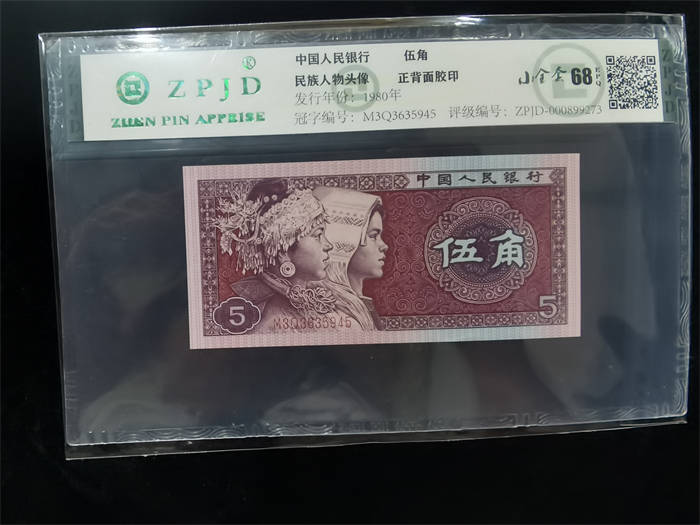 ZPJD®
ZHEN PIN APPRISE
中国人民银行 伍角
民族人物头像 正背面胶印
发行年份：1980年
冠字编号：M3Q3635945 评级编号：ZPJD-000899273
68 EPQ
中国人民银行
伍角
5 5
M3Q3635945